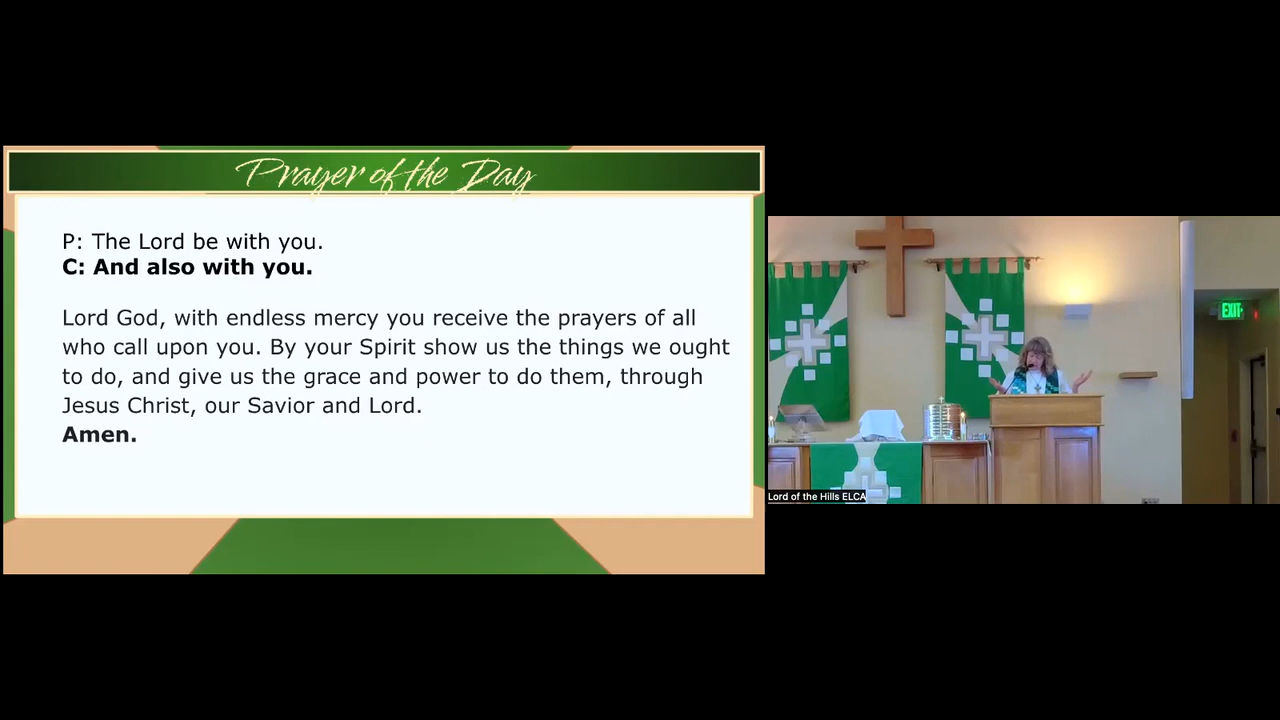 Prayer of the Day
P: The Lord be with you.
C: And also with you.
Lord God, with endless mercy you receive the prayers of all
who call upon you. By your Spirit show us the things we ought
to do, and give us the grace and power to do them, through
Jesus Christ, our Savior and Lord.
Amen.
EXIT
Lord of the Hills ELCA